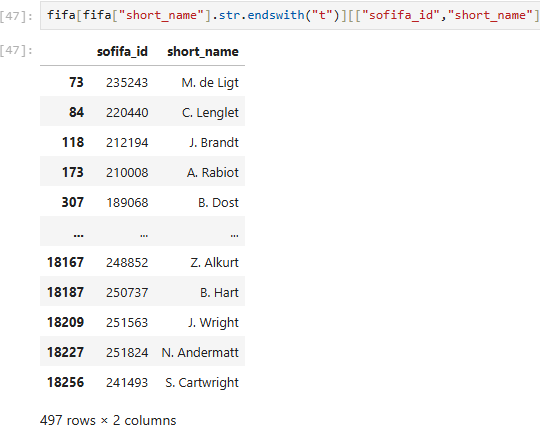 [47]: fifa[fifa["short_name"].str.endswith("t")][["sofifa_id","short_name"]
[47]:
sofifa_id short_name
73 235243 M. de Ligt
84 220440 C. Lenglet
118 212194 J. Brandt
173 210008 A. Rabiot
307 189068 B. Dost
... ... ...
18167 248852 Z. Alkurt
18187 250737 B. Hart
18209 251563 J. Wright
18227 251824 N. Andermatt
18256 241493 S. Cartwright
497 rows × 2 columns